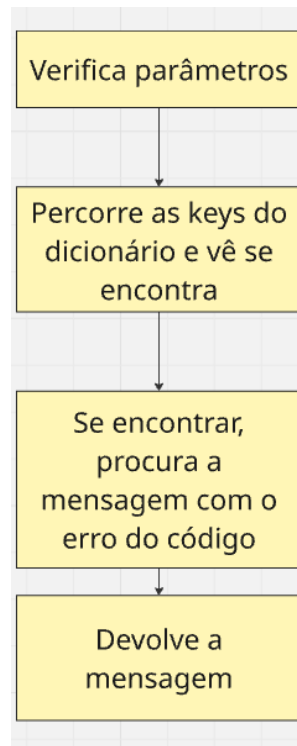 Verifica parâmetros
Percorre as keys do
dicionário e vê se
encontra
Se encontrar,
procura a
mensagem com o
erro do código
Devolve a
mensagem